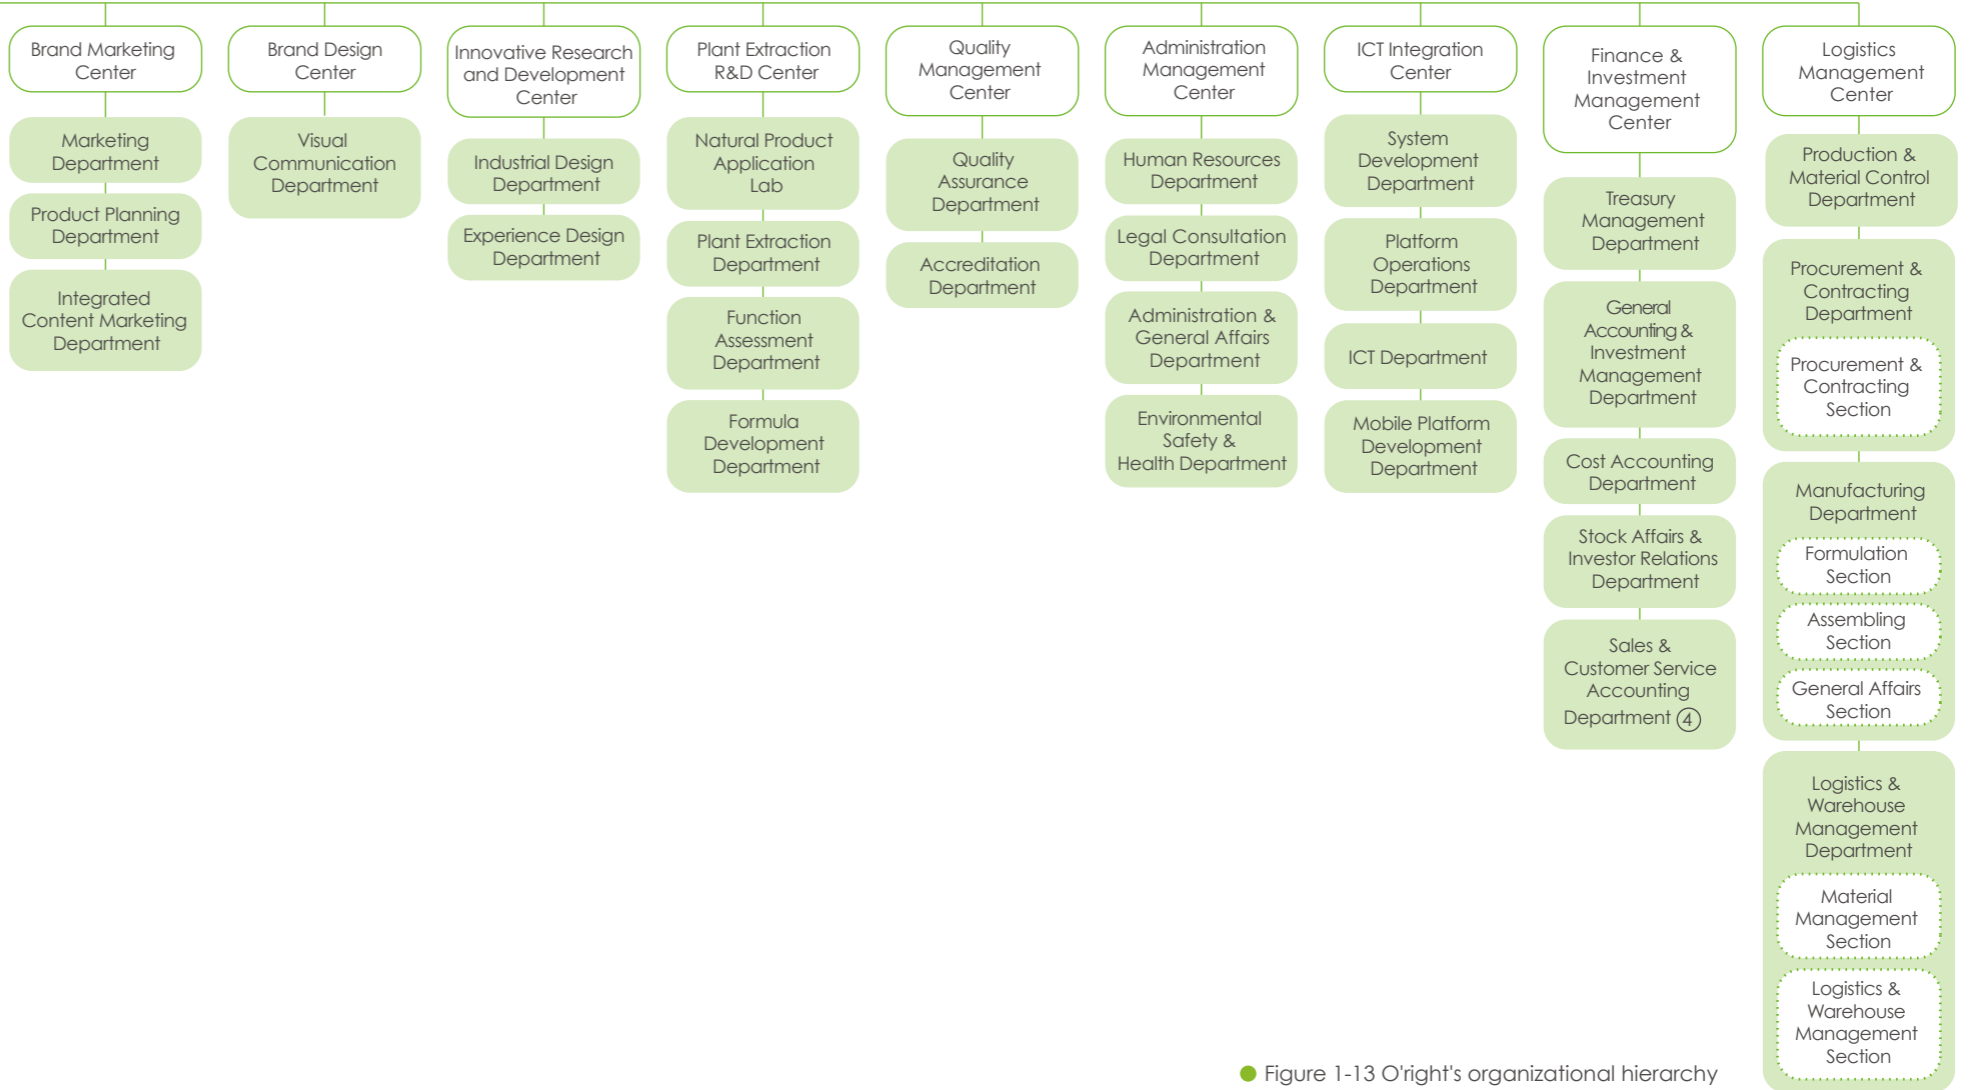 Brand Marketing
Center
Marketing
Department
Product Planning
Department
Integrated
Content Marketing
Department
Brand Design
Center
Visual
Communication
Department
Innovative Research
and Development
Center
Industrial Design
Department
Experience Design
Department
Plant Extraction
R&D Center
Natural Product
Application
Lab
Plant Extraction
Department
Function
Assessment
Department
Formula
Development
Department
Quality
Management
Center
Quality
Assurance
Department
Accreditation
Department
Administration
Management
Center
Human Resources
Department
Legal Consultation
Department
Administration &
General Affairs
Department
Environmental
Safety &
Health Department
ICT Integration
Center
System
Development
Department
Platform
Operations
Department
ICT Department
Mobile Platform
Development
Department
Finance &
Investment
Management
Center
Treasury
Management
Department
General
Accounting &
Investment
Management
Department
Cost Accounting
Department
Stock Affairs &
Investor Relations
Department
Sales &
Customer Service
Accounting
Department ④
Logistics
Management
Center
Production &
Material Control
Department
Procurement &
Contracting
Department
Procurement &
Contracting
Section
Manufacturing
Department
Formulation
Section
Assembling
Section
General Affairs
Section
Logistics &
Warehouse
Management
Department
Material
Management
Section
Logistics &
Warehouse
Management
Section
Figure 1-13 O'right's organizational hierarchy